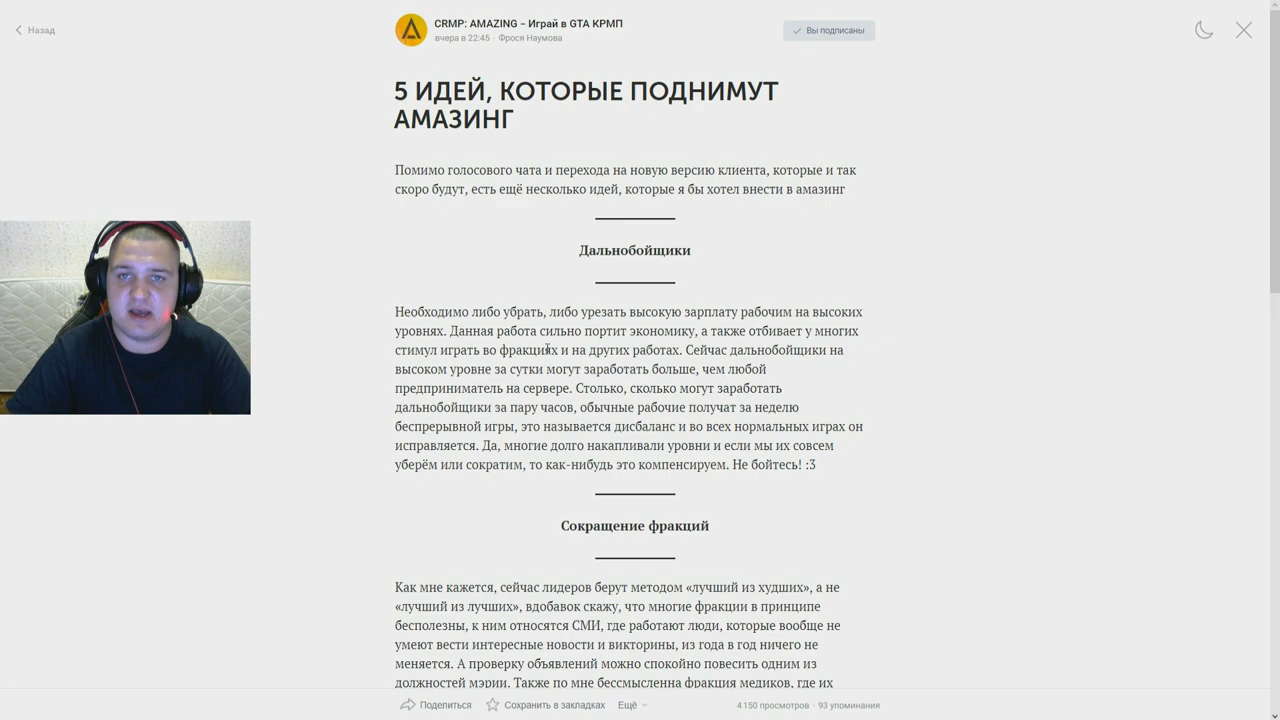 Назад
CRMP: AMAZING – Играй в GTA КРМП
вчера в 22:45 · Фрося Наумова
Вы подписаны
5 ИДЕЙ, КОТОРЫЕ ПОДНИМУТ
АМАЗИНГ
Помимо голосового чата и перехода на новую версию клиента, которые и так
скоро будут, есть ещё несколько идей, которые я бы хотел внести в амазинг
Дальнобойщики
Необходимо либо убрать, либо урезать высокую зарплату рабочим на высоких
уровнях. Данная работа сильно портит экономику, а также отбивает у многих
стимул играть во фракциях и на других работах. Сейчас дальнобойщики на
высоком уровне за сутки могут заработать больше, чем любой
предприниматель на сервере. Столько, сколько могут заработать
дальнобойщики за пару часов, обычные рабочие получат за неделю
беспрерывной игры, это называется дисбаланс и во всех нормальных играх он
исправляется. Да, многие долго накапливали уровни и если мы их совсем
уберём или сократим, то как-нибудь это компенсируем. Не бойтесь! :3
Сокращение фракций
Как мне кажется, сейчас лидеров берут методом «лучший из худших», а не
«лучший из лучших», вдобавок скажу, что многие фракции в принципе
бесполезны, к ним относятся СМИ, где работают люди, которые вообще не
умеют вести интересные новости и викторины, из года в год ничего не
меняется. А проверку объявлений можно спокойно повесить одним из
должностей мэрии. Также по мне бессмысленна фракция медиков, где их
Поделиться
Сохранить в закладках
Ещё
4 150 просмотров · 93 упоминания